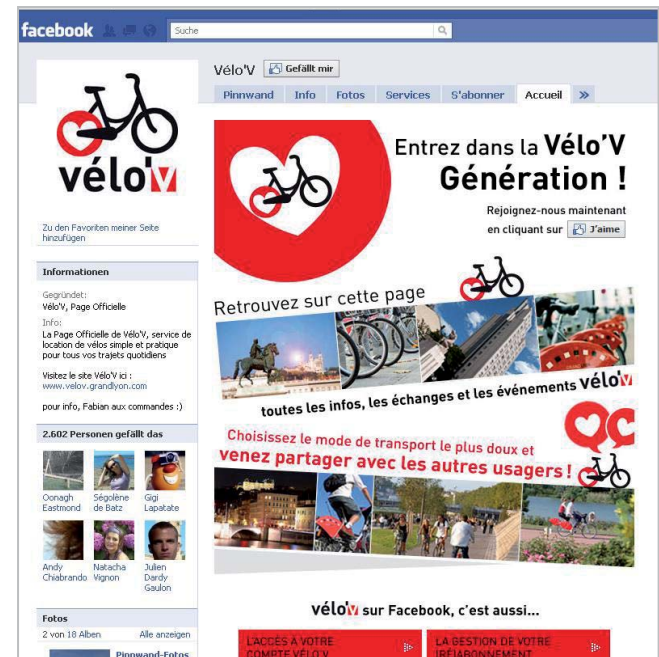 facebook
Suche
Vélo'V
Gefällt mir
Pinnwand Info Fotos Services S'abonner Accueil »
vélo'v
Zu den Favoriten meiner Seite
hinzufügen
Informationen
Gegründet:
Vélo'V, Page Officielle
Info:
La Page Officielle de Vélo'V, service de
location de vélos simple et pratique
pour tous vos trajets quotidiens
Visitez le site Vélo'V ici :
www.velov.grandlyon.com
pour info, Fabian aux commandes :)
2.602 Personen gefällt das
Oonagh
Eastmond
Ségolène
de Batz
Gigi
Lapatate
Andy
Chiabrando
Natacha
Vignon
Julien
Dardy
Gaulon
Fotos
2 von 18 Alben Alle anzeigen
Pinnwand-Fotos
Entrez dans la Vélo'V
Génération !
Rejoignez-nous maintenant
en cliquant sur J'aime
Retrouvez sur cette page
toutes les infos, les échanges et les événements vélo'v
Choisissez le mode de transport le plus doux et
venez partager avec les autres usagers !
vélo'v sur Facebook, c'est aussi...
L'ACCÈS À VOTRE
COMPTE VÉLO'V
LA GESTION DE VOTRE
(RÉ)ABONNEMENT